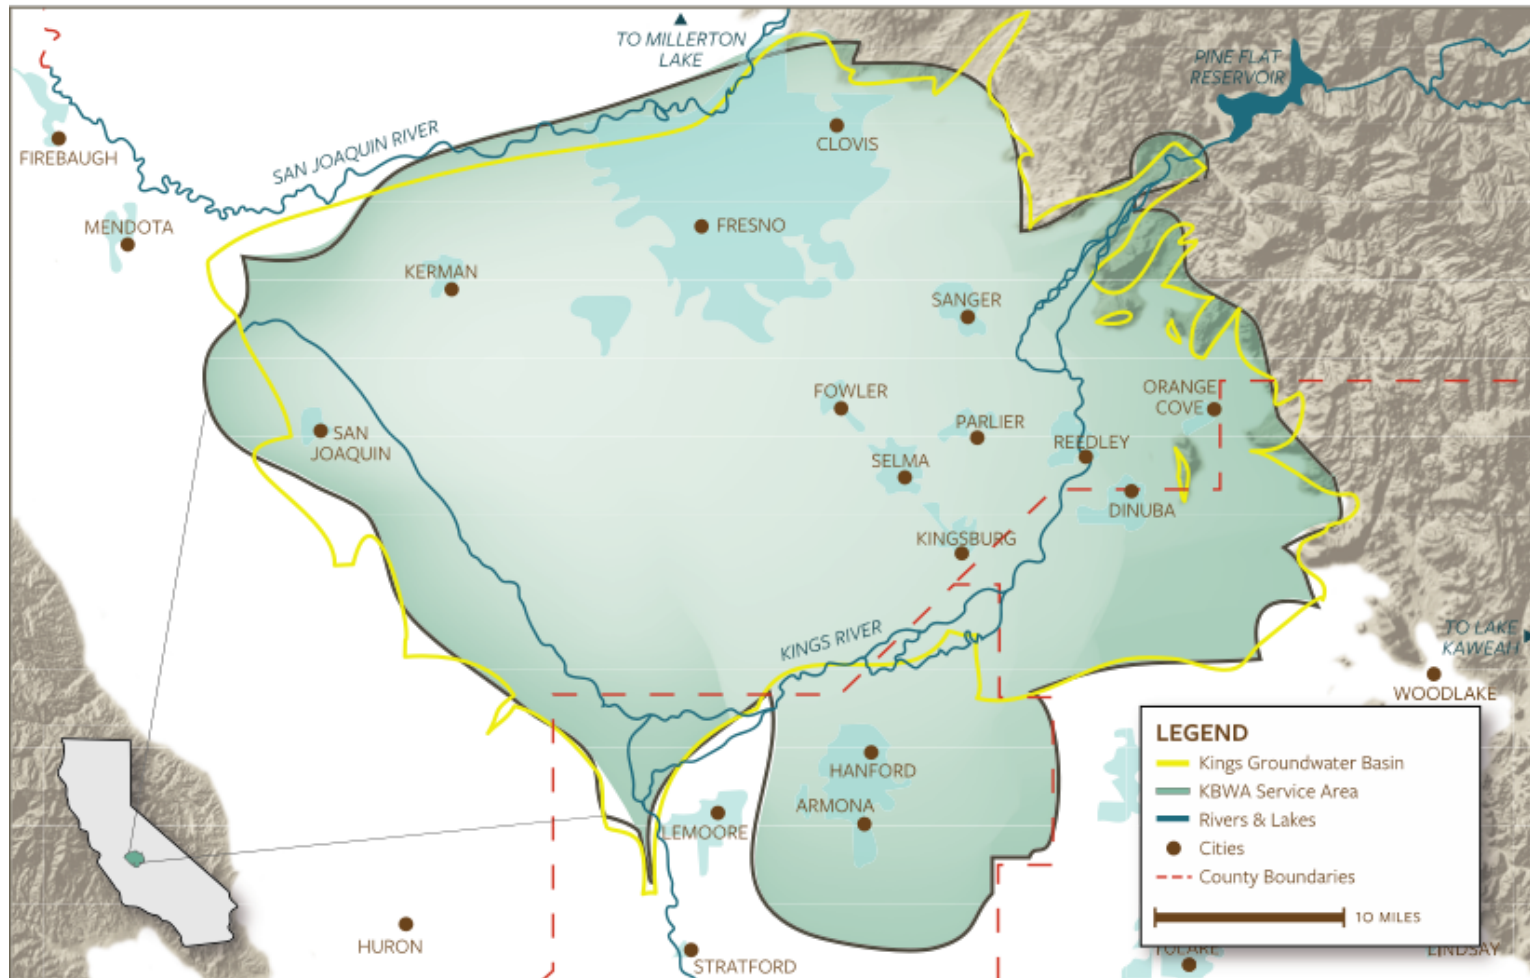 TO MILLERTON
LAKE
PINE FLAT
RESERVOIR
FIREBAUGH
SAN JOAQUIN RIVER
CLOVIS
MENDOTA
FRESNO
KERMAN
SANGER
FOWLER
ORANGE
COVE
PARLIER
SAN
JOAQUIN
REEDLEY
SELMA
DINUBA
KINGSBURG
KINGS RIVER
TO LAKE
KAWEAH
WOODLAKE
HANFORD
ARMONA
LEMOORE
HURON
STRATFORD
LEGEND
Kings Groundwater Basin
KBWA Service Area
Rivers & Lakes
Cities
County Boundaries
10 MILES
TULARE
LINDSAY